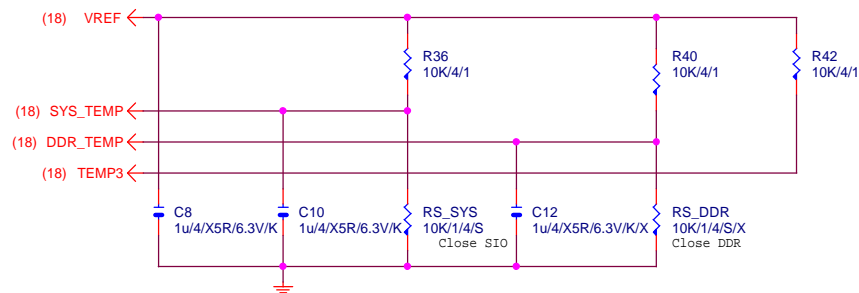 (18) VREF
R36
10K/4/1
R40
10K/4/1
R42
10K/4/1
(18) SYS_TEMP
(18) DDR_TEMP
(18) TEMP3
C8
1u/4/X5R/6.3V/K
C10
1u/4/X5R/6.3V/K
RS_SYS
10K/1/4/S
Close SIO
C12
1u/4/X5R/6.3V/K/X
RS_DDR
10K/1/4/S/X
Close DDR